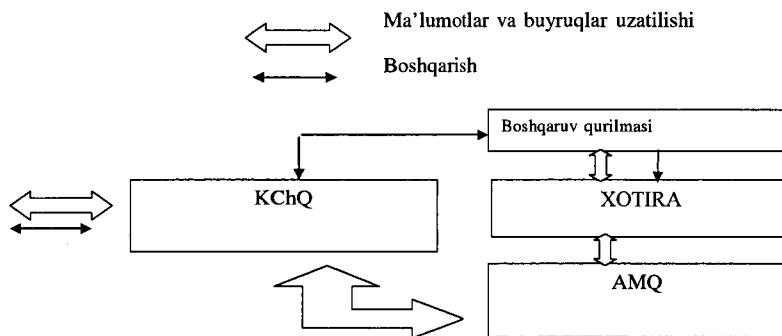 Ma’lumotlar va buyruqlar uzatilishi
Boshqarish
Boshqaruv qurilmasi
KChQ
XOTIRA
AMQ